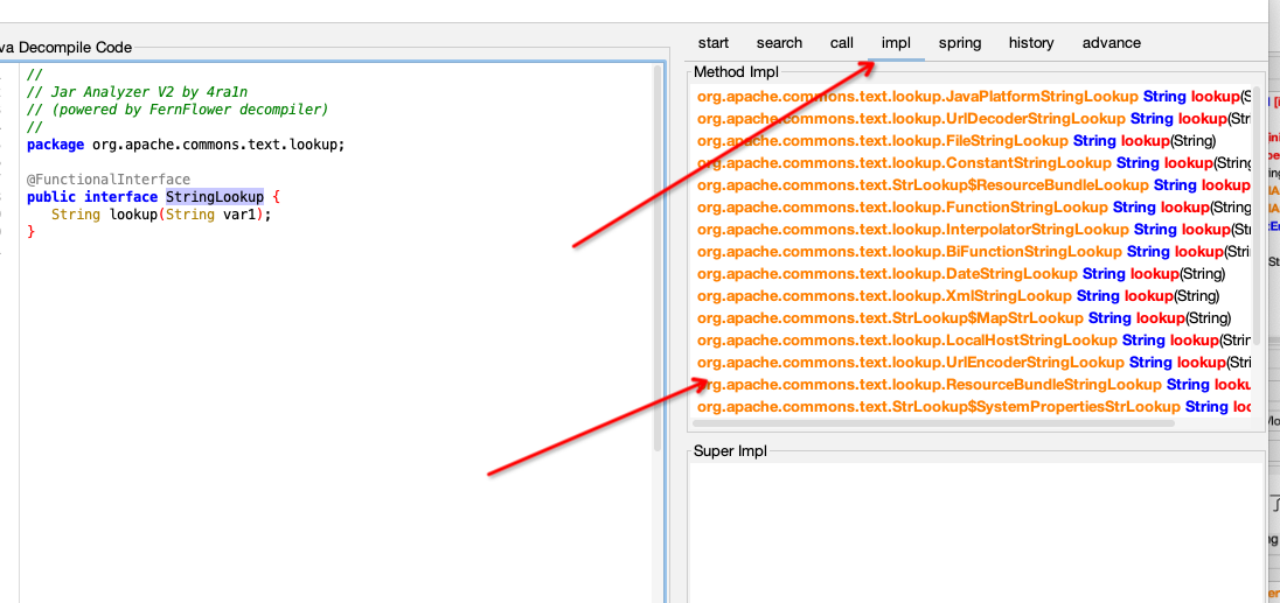 va Decompile Code
//
// Jar Analyzer V2 by 4ra1n
// (powered by FernFlower decompiler)
//
package org.apache.commons.text.lookup;
@FunctionalInterface
public interface StringLookup {
String lookup(String var1);
}
start search call impl spring history advance
Method Impl
org.apache.commons.text.lookup.JavaPlatformStringLookup String lookup(S
org.apache.commons.text.lookup.UrlDecoderStringLookup String lookup(Str
org.apache.commons.text.lookup.FileStringLookup String lookup(String)
org.apache.commons.text.lookup.ConstantStringLookup String lookup(String
org.apache.commons.text.StrLookup$ResourceBundleLookup String lookup
org.apache.commons.text.lookup.FunctionStringLookup String lookup(String
org.apache.commons.text.lookup.InterpolatorStringLookup String lookup(Stri
org.apache.commons.text.lookup.BiFunctionStringLookup String lookup(Stri
org.apache.commons.text.lookup.DateStringLookup String lookup(String)
org.apache.commons.text.lookup.XmlStringLookup String lookup(String)
org.apache.commons.text.StrLookup$MapStrLookup String lookup(String)
org.apache.commons.text.lookup.LocalHostStringLookup String lookup(Strin
org.apache.commons.text.lookup.UrlEncoderStringLookup String lookup(Stri
org.apache.commons.text.lookup.ResourceBundleStringLookup String looku
org.apache.commons.text.StrLookup$SystemPropertiesStrLookup String loo
Super Impl